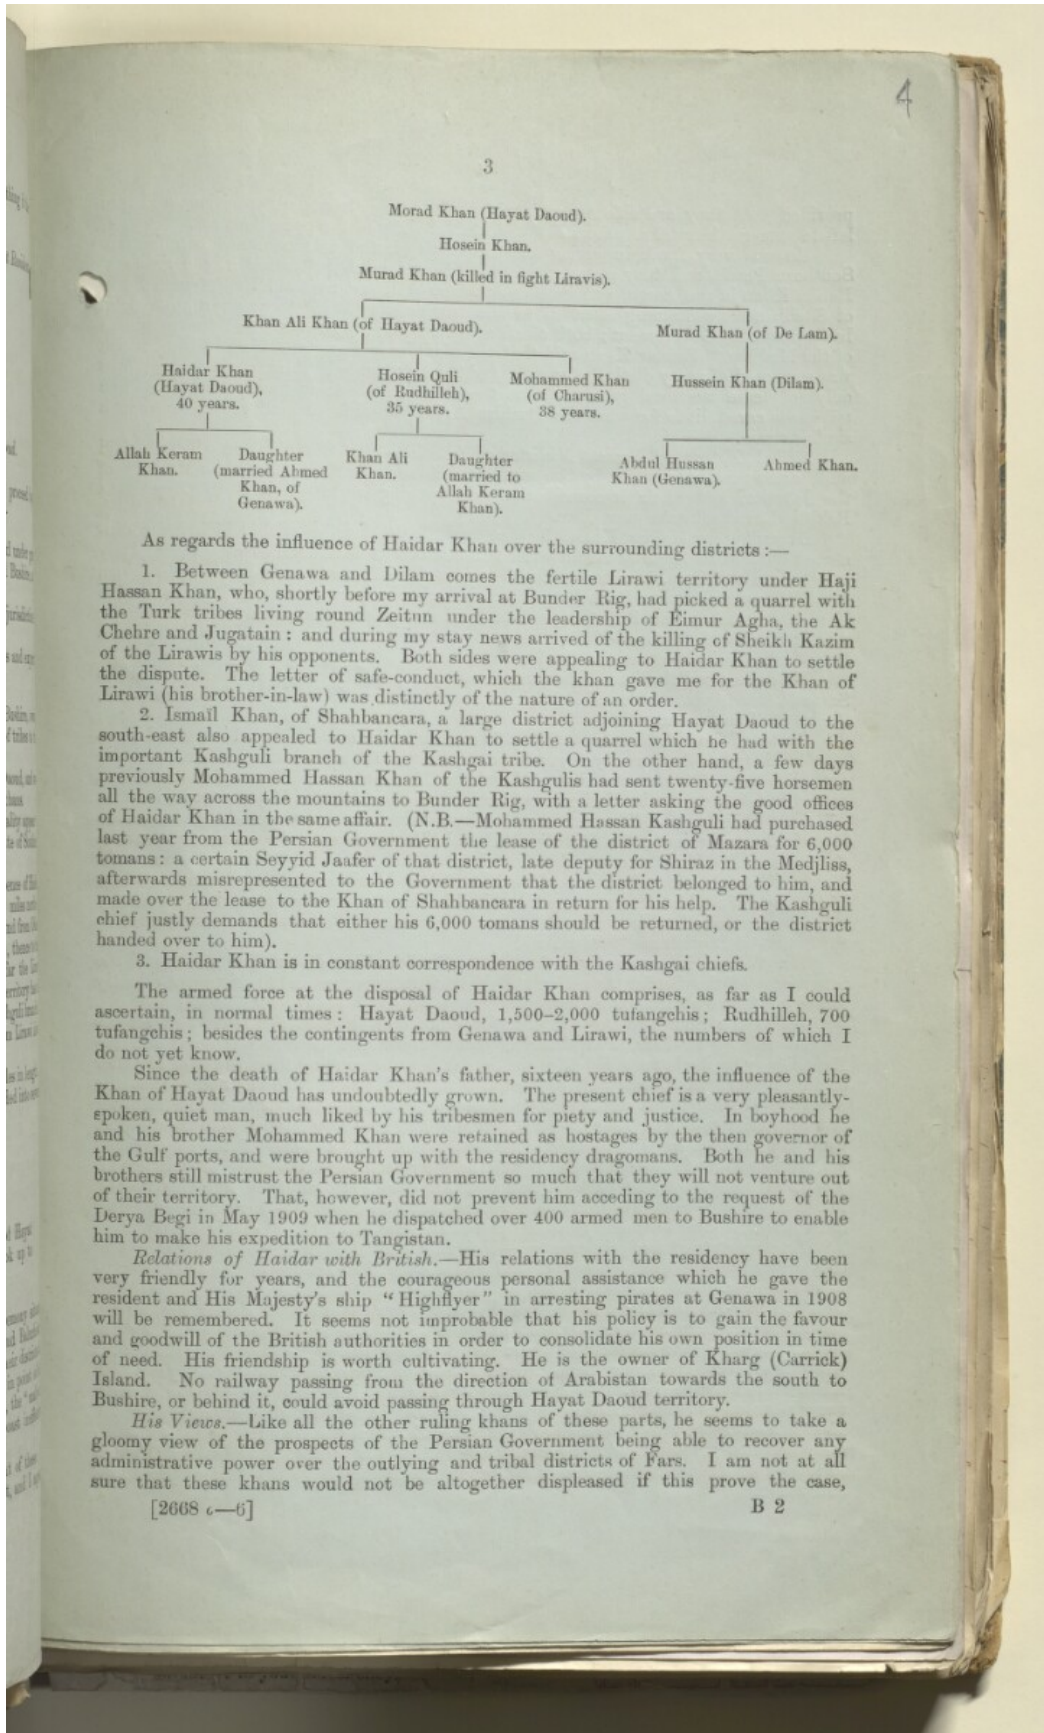 4
3
Morad Khan (Hayat Daoud).
Hosein Khan.
Murad Khan (killed in fight Liravis).
Khan Ali Khan (of Hayat Daoud).
Murad Khan (of De Lam).
Haidar Khan
(Hayat Daoud),
40 years.
Hosein Quli
(of Rudhilleh),
35 years.
Mohammed Khan
(of Charusi),
38 years.
Hussein Khan (Dilam).
Allah Keram
Khan.
Daughter
(married Ahmed
Khan, of
Genawa).
Khan Ali
Khan.
Daughter
(married to
Allah Keram
Khan).
Abdul Hussan
Khan (Genawa).
Ahmed Khan.
As regards the influence of Haidar Khan over the surrounding districts :—
1. Between Genawa and Dilam comes the fertile Lirawi territory under Haji
Hassan Khan, who, shortly before my arrival at Bunder Rig, had picked a quarrel with
the Turk tribes living round Zeitun under the leadership of Eimur Agha, the Ak
Chehre and Jugatain : and during my stay news arrived of the killing of Sheikh Kazim
of the Lirawis by his opponents. Both sides were appealing to Haidar Khan to settle
the dispute. The letter of safe-conduct, which the khan gave me for the Khan of
Lirawi (his brother-in-law) was distinctly of the nature of an order.
2. Ismaïl Khan, of Shahbancara, a large district adjoining Hayat Daoud to the
south-east also appealed to Haidar Khan to settle a quarrel which he had with the
important Kashguli branch of the Kashgai tribe. On the other hand, a few days
previously Mohammed Hassan Khan of the Kashgulis had sent twenty-five horsemen
all the way across the mountains to Bunder Rig, with a letter asking the good offices
of Haidar Khan in the same affair. (N.B.—Mohammed Hassan Kashguli had purchased
last year from the Persian Government the lease of the district of Mazara for 6,000
tomans : a certain Seyyid Jaafer of that district, late deputy for Shiraz in the Medjliss,
afterwards misrepresented to the Government that the district belonged to him, and
made over the lease to the Khan of Shahbancara in return for his help. The Kashguli
chief justly demands that either his 6,000 tomans should be returned, or the district
handed over to him).
3. Haidar Khan is in constant correspondence with the Kashgai chiefs.
The armed force at the disposal of Haidar Khan comprises, as far as I could
ascertain, in normal times : Hayat Daoud, 1,500–2,000 tufangchis ; Rudhilleh, 700
tufangchis ; besides the contingents from Genawa and Lirawi, the numbers of which I
do not yet know.
Since the death of Haidar Khan's father, sixteen years ago, the influence of the
Khan of Hayat Daoud has undoubtedly grown. The present chief is a very pleasantly-
spoken, quiet man, much liked by his tribesmen for piety and justice. In boyhood he
and his brother Mohammed Khan were retained as hostages by the then governor of
the Gulf ports, and were brought up with the residency dragomans. Both he and his
brothers still mistrust the Persian Government so much that they will not venture out
of their territory. That, however, did not prevent him acceding to the request of the
Derya Begi in May 1909 when he dispatched over 400 armed men to Bushire to enable
him to make his expedition to Tangistan.
Relations of Haidar with British.—His relations with the residency have been
very friendly for years, and the courageous personal assistance which he gave the
resident and His Majesty's ship "Highflyer" in arresting pirates at Genawa in 1908
will be remembered. It seems not improbable that his policy is to gain the favour
and goodwill of the British authorities in order to consolidate his own position in time
of need. His friendship is worth cultivating. He is the owner of Kharg (Carrick)
Island. No railway passing from the direction of Arabistan towards the south to
Bushire, or behind it, could avoid passing through Hayat Daoud territory.
His Views.—Like all the other ruling khans of these parts, he seems to take a
gloomy view of the prospects of the Persian Government being able to recover any
administrative power over the outlying and tribal districts of Fars. I am not at all
sure that these khans would not be altogether displeased if this prove the case,
[2668 c—6]
B 2